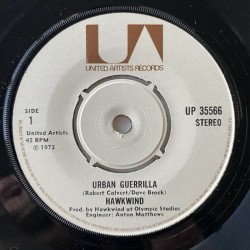 UA
UNITED ARTISTS RECORDS
SIDE
1
UP 35566
STEREO
United Artists
45 RPM
℗ 1973
URBAN GUERRILLA
(Robert Calvert/Dave Brock)
HAWKWIND
Prod. by Hawkwind at Olympic Studies
Engineer: Anton Matthews